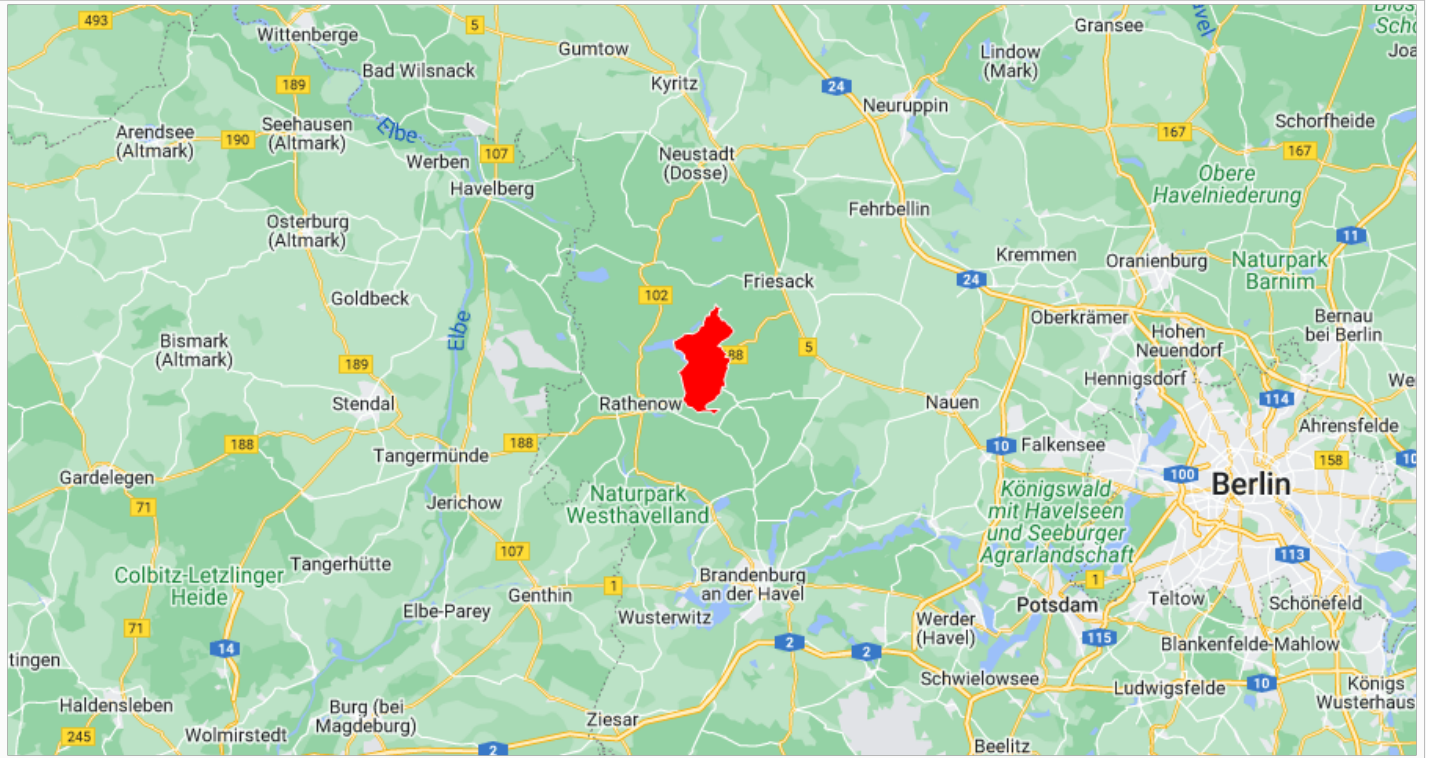 493
Wittenberge
5
Gumtow
Gransee
Havel
Lindow
(Mark)
Bad Wilsnack
189
Kyritz
24
Neuruppin
Elbe
Arendsee
(Altmark)
190
Seehausen
(Altmark)
Werben
107
Havelberg
Neustadt
(Dosse)
167
Schorfheide
167
Obere
Havelniederung
Osterburg
(Altmark)
Fehrbellin
11
Kremmen
Oranienburg
Naturpark
Barnim
Goldbeck
Elbe
102
Friesack
24
Oberkrämer
Hohen
Neuendorf
Bernau
bei Berlin
Bismark
(Altmark)
189
88
5
Hennigsdorf
We
114
Stendal
Rathenow
Nauen
Ahrensfelde
188
Tangermünde
188
10
Falkensee
100
158
10
Gardelegen
71
Jerichow
Naturpark
Westhavelland
Königswald
mit Havelseen
und Seeburger
Agrarlandschaft
Berlin
113
107
Tangerhütte
Colbitz-Letzlinger
Heide
Elbe-Parey
Genthin
1
Brandenburg
an der Havel
Wusterwitz
1
Potsdam
Teltow
Schönefeld
71
14
2
2
Werder
(Havel)
115
Blankenfelde-Mahlow
tingen
Schwielowsee
Ludwigsfelde
10
Königs
Wusterhaus
Haldensleben
245
Wolmirstedt
Burg (bei
Magdeburg)
2
Ziesar
Beelitz